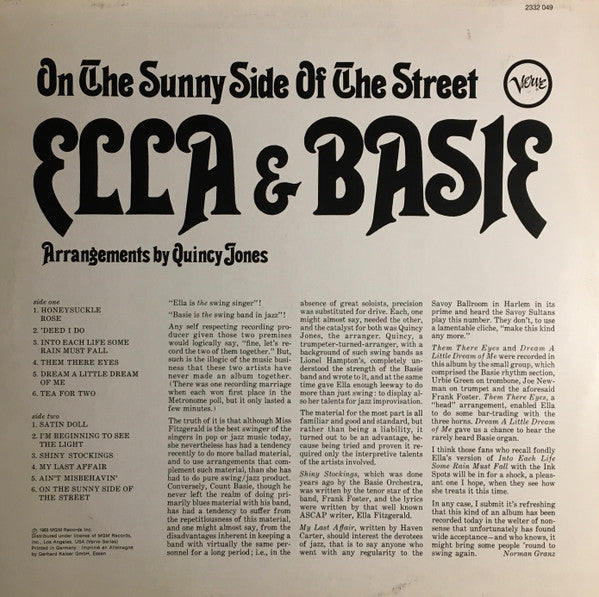 2332 049
On The Sunny Side Of The Street
Verve
ELLA & BASIE
Arrangements by Quincy Jones
side one
1. HONEYSUCKLE
ROSE
2. 'DEED I DO
3. INTO EACH LIFE SOME
RAIN MUST FALL
4. THEM THERE EYES
5. DREAM A LITTLE DREAM
OF ME
6. TEA FOR TWO
side two
1. SATIN DOLL
2. I'M BEGINNING TO SEE
THE LIGHT
3. SHINY STOCKINGS
4. MY LAST AFFAIR
5. AIN'T MISBEHAVIN'
6. ON THE SUNNY SIDE OF
THE STREET
℗ 1963 MGM Records Inc.
Distributed under license of MGM Records,
Inc., Los Angeles, USA (Verve Series)
Printed in Germany · Imprimé en Allemagne
by Gerhard Kaiser GmbH, Essen
"Ella is the swing singer"!
"Basie is the swing band in jazz"!
Any self respecting recording pro-
ducer given those two premises
would logically say, "fine, let's re-
cord the two of them together." But,
such is the illogic of the music busi-
ness that these two artists have
never made an album together.
(There was one recording marriage
when each won first place in the
Metronome poll, but it only lasted a
few minutes.)
The truth of it is that although Miss
Fitzgerald is the best swinger of the
singers in pop or jazz music today,
she nevertheless has had a tendency
recently to do more ballad material,
and to use arrangements that com-
plement such material, than she has
had to do pure swing/jazz product.
Conversely, Count Basie, though he
never left the realm of doing pri-
marily blues material with his band,
has had a tendency to suffer from
the repetitiousness of this material,
and one might almost say, from the
disadvantages inherent in keeping a
band with virtually the same per-
sonnel for a long period; i.e., in the
absence of great soloists, precision
was substituted for drive. Each, one
might almost say, needed the other,
and the catalyst for both was Quincy
Jones, the arranger. Quincy, a
trumpeter-turned-arranger, with a
background of such swing bands as
Lionel Hampton's, completely un-
derstood the strength of the Basie
band and wrote to it, and at the same
time gave Ella enough leeway to do
more than just swing: to display al-
so her talents for jazz improvisation.
The material for the most part is all
familiar and good and standard, but
rather than being a liability, it
turned out to be an advantage, be-
cause being tried and proven it re-
quired only the interpretive talents
of the artists involved.
Shiny Stockings, which was done
years ago by the Basie Orchestra,
was written by the tenor star of the
band, Frank Foster, and the lyrics
were written by that well known
ASCAP writer, Ella Fitzgerald.
My Last Affair, written by Haven
Carter, should interest the devotees
of jazz, that is to say anyone who
went with any regularity to the
Savoy Ballroom in Harlem in its
prime and heard the Savoy Sultans
play this number. They don't, to use
a lamentable cliche, "make this kind
any more."
Them There Eyes and Dream A
Little Dream of Me were recorded in
this album by the small group, which
comprised the Basie rhythm section,
Urbie Green on trombone, Joe New-
man on trumpet and the aforesaid
Frank Foster. Them There Eyes, a
"head" arrangement, enabled Ella
to do some bar-trading with the
three horns. Dream A Little Dream
of Me gave us a chance to hear the
rarely heard Basie organ.
I think those fans who recall fondly
Ella's version of Into Each Life
Some Rain Must Fall with the Ink
Spots will be in for a shock, a pleas-
ant one I hope, when they see how
she treats it this time.
In any case, I submit it's refreshing
that this kind of an album has been
recorded today in the welter of non-
sense that unfortunately has found
wide acceptance—and who knows, it
might bring some people 'round to
swing again. Norman Granz